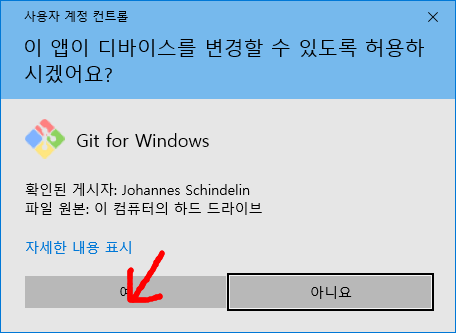 사용자 계정 컨트롤
이 앱이 디바이스를 변경할 수 있도록 허용하
시겠어요?
Git for Windows
확인된 게시자: Johannes Schindelin
파일 원본: 이 컴퓨터의 하드 드라이브
자세한 내용 표시
예
아니요